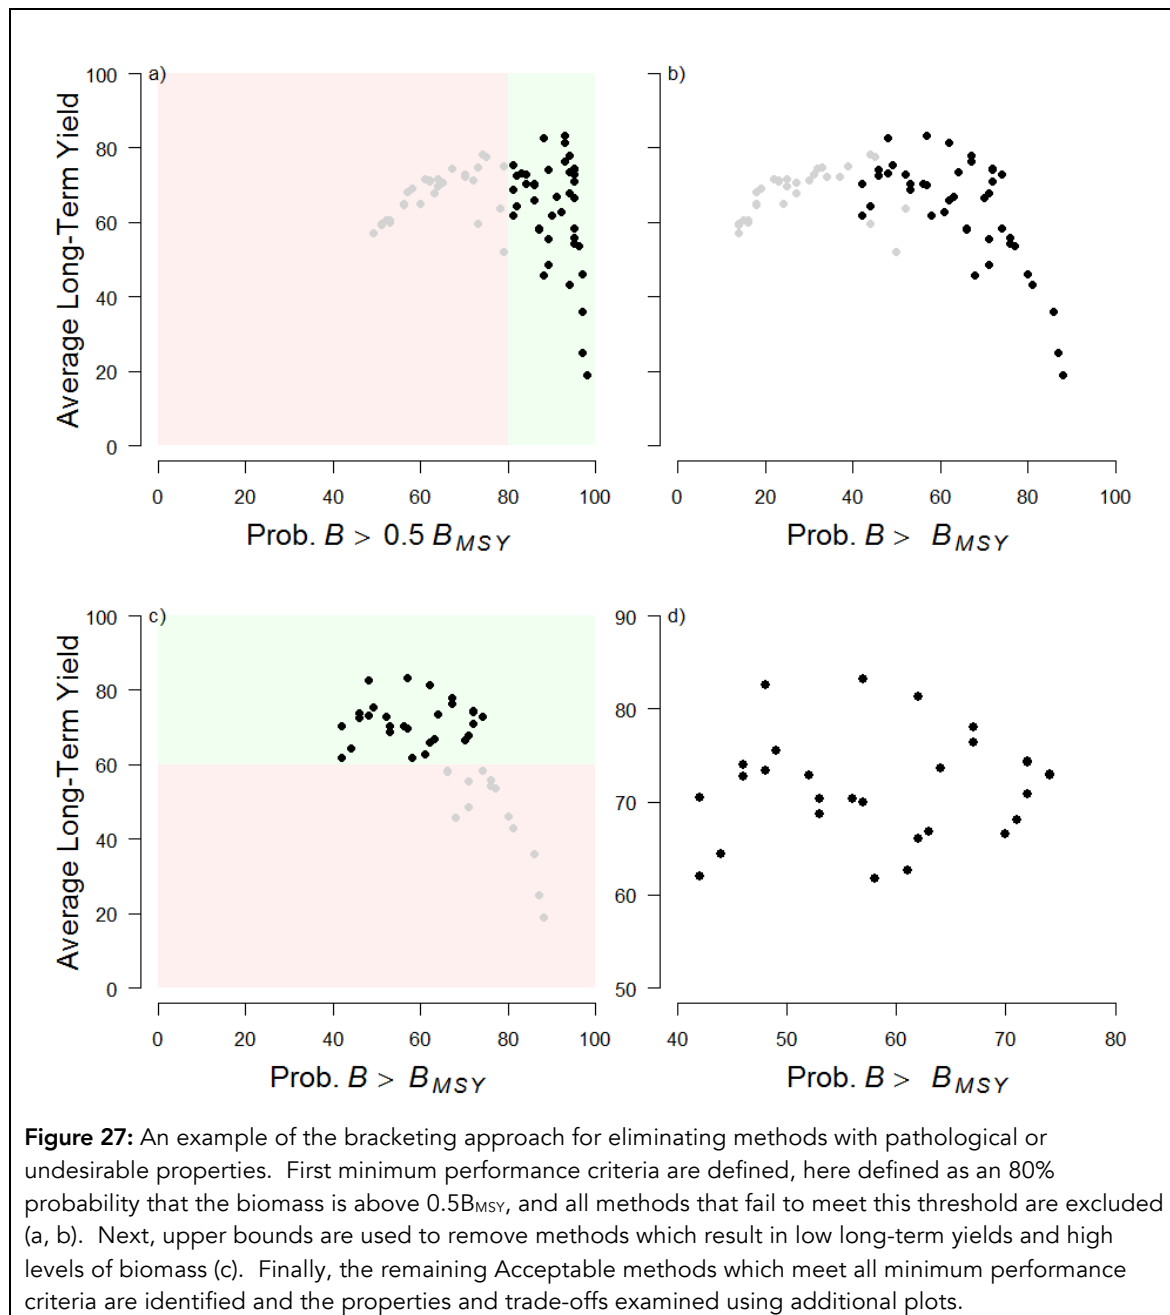 a)
100
80
60
40
20
0
Average Long-Term Yield
0 20 40 60 80 100
Prob. B > 0.5 BMSY
b)
0 20 40 60 80 100
Prob. B > BMSY
c)
100
80
60
40
20
0
Average Long-Term Yield
0 20 40 60 80 100
Prob. B > BMSY
d)
90
80
70
60
50
40 50 60 70 80
Prob. B > BMSY
Figure 27: An example of the bracketing approach for eliminating methods with pathological or
undesirable properties. First minimum performance criteria are defined, here defined as an 80%
probability that the biomass is above 0.5BMSY, and all methods that fail to meet this threshold are excluded
(a, b). Next, upper bounds are used to remove methods which result in low long-term yields and high
levels of biomass (c). Finally, the remaining Acceptable methods which meet all minimum performance
criteria are identified and the properties and trade-offs examined using additional plots.